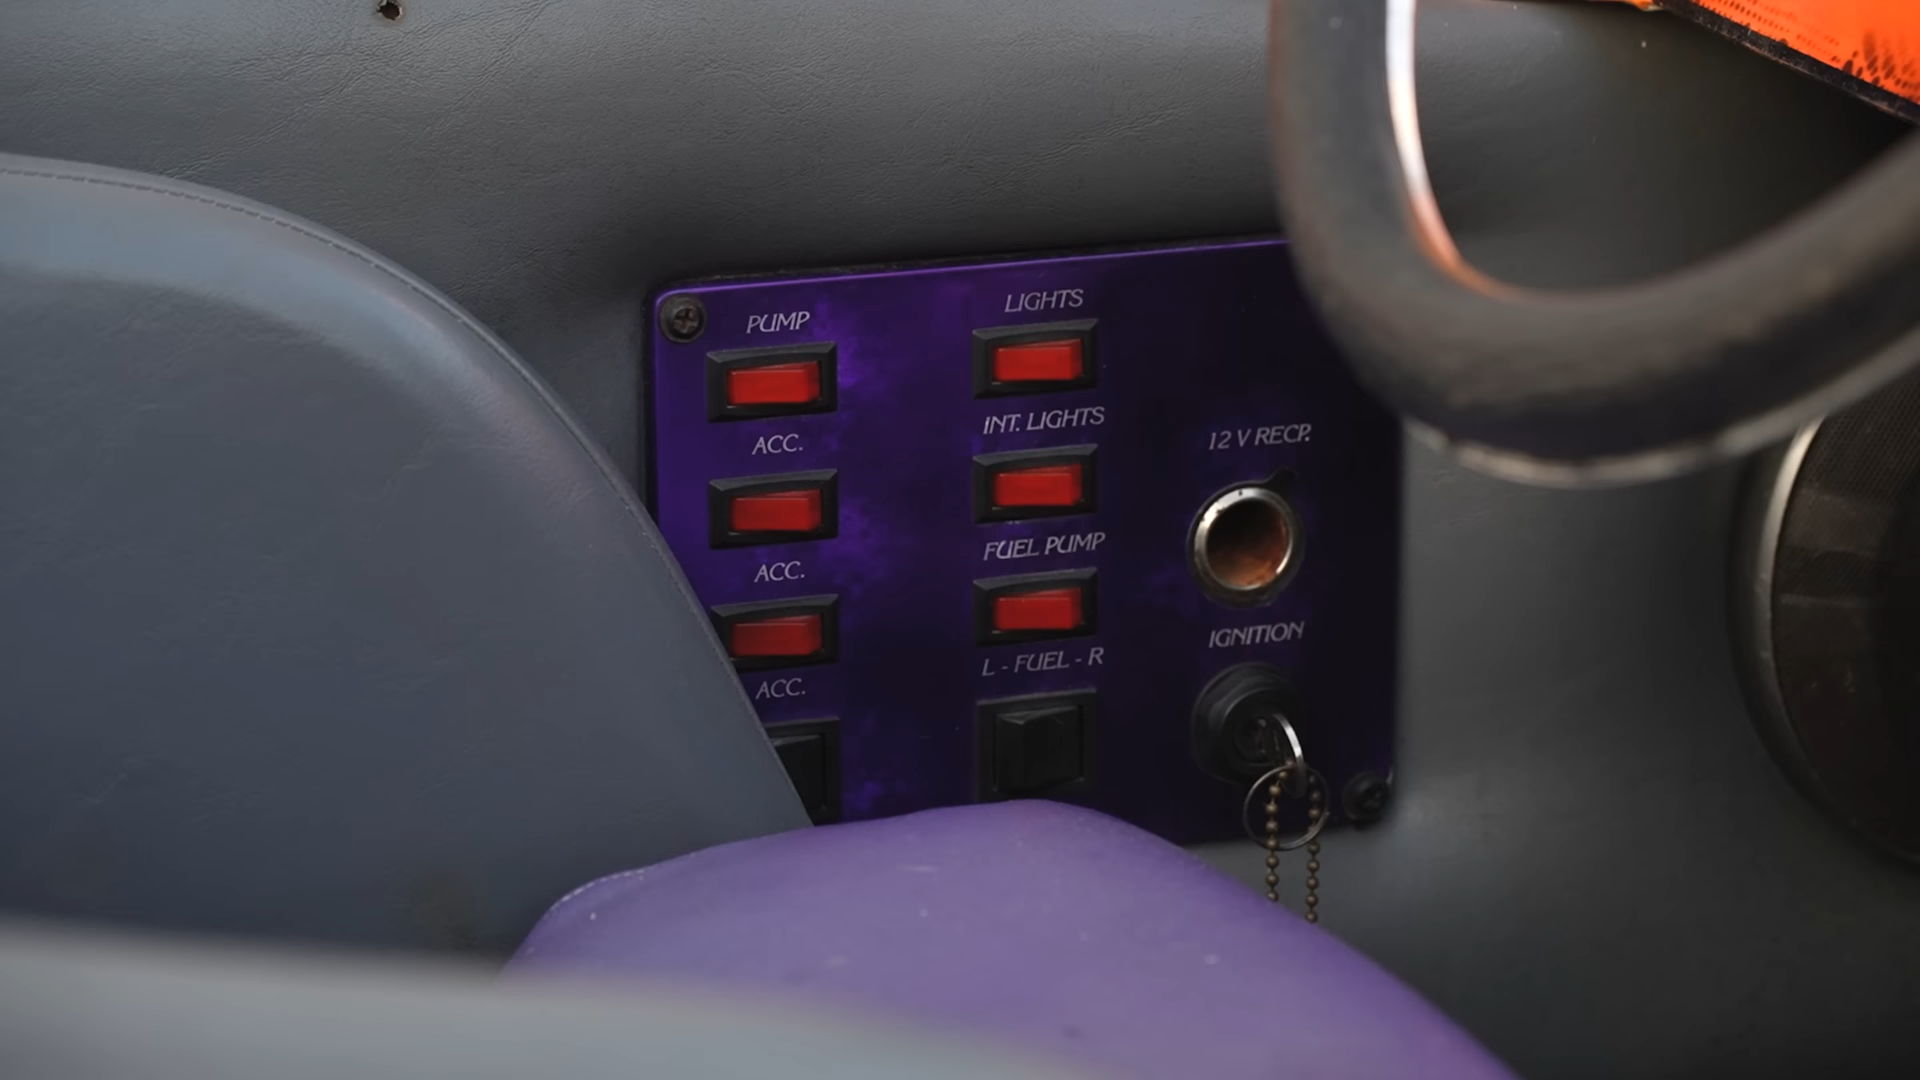 PUMP
ACC.
ACC.
ACC.
LIGHTS
INT. LIGHTS
FUEL PUMP
L - FUEL - R
12 V RECP.
IGNITION